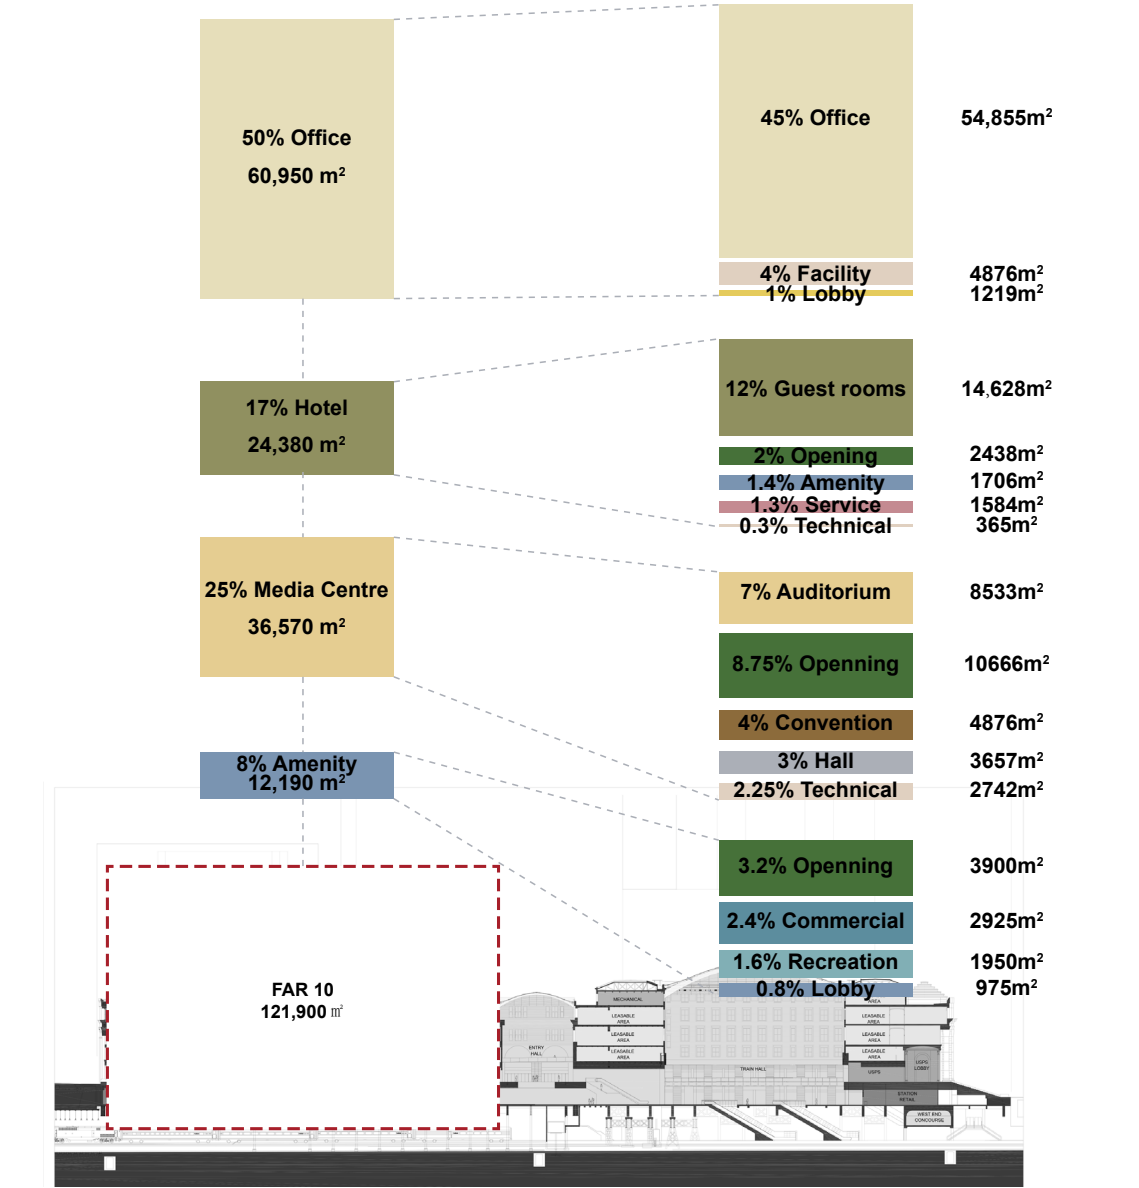 50% Office
60,950 m²
45% Office
54,855m²
4% Facility
4876m²
1% Lobby
1219m²
17% Hotel
24,380 m²
12% Guest rooms
14,628m²
2% Opening
2438m²
1.4% Amenity
1706m²
1.3% Service
1584m²
0.3% Technical
365m²
25% Media Centre
36,570 m²
7% Auditorium
8533m²
8.75% Openning
10666m²
4% Convention
4876m²
3% Hall
3657m²
2.25% Technical
2742m²
8% Amenity
12,190 m²
3.2% Openning
3900m²
2.4% Commercial
2925m²
1.6% Recreation
1950m²
0.8% Lobby
975m²
FAR 10
121,900 ㎡
MECHANICAL
LEASABLE
AREA
LEASABLE
AREA
LEASABLE
AREA
ENTRY
HALL
TRAIN HALL
AREA
LEASABLE
AREA
LEASABLE
AREA
LEASABLE
AREA
USPS
USPS
LOBBY
STATION
RETAIL
WEST END
CONCOURSE